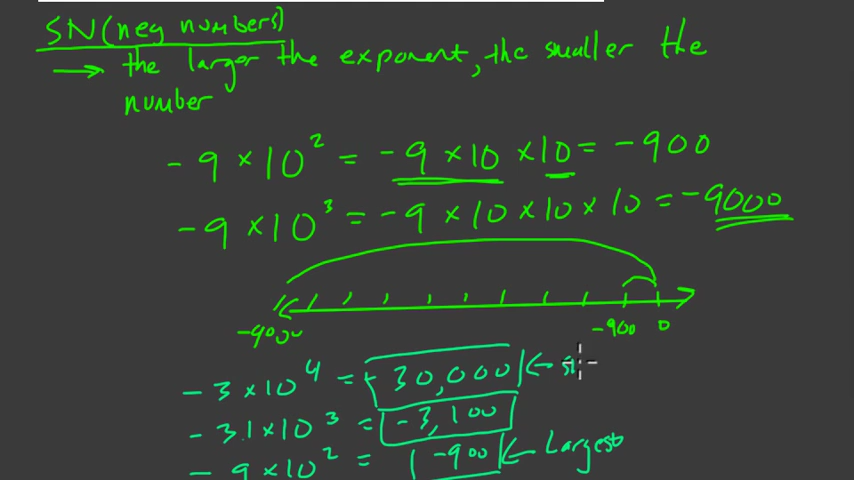 SN (neg numbers)
→ the larger the exponent, the smaller the
number
- 9 × 10² = - 9 × 10 × 10 = - 900
- 9 × 10³ = - 9 × 10 × 10 × 10 = - 9000
-9000 -900 0
- 3 × 10⁴ = - 30,000 ←
- 3.1 × 10³ = - 3,100
- 9 × 10² = -900 ← Largest